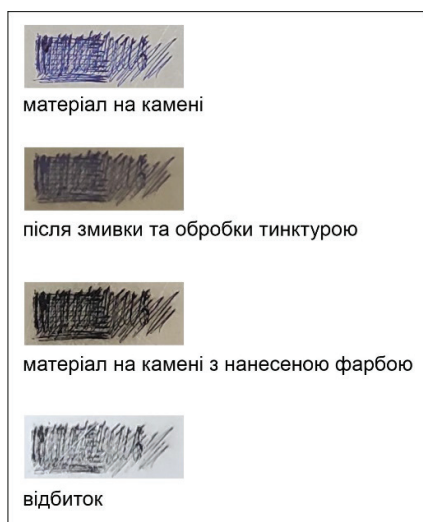 матеріал на камені
після змивки та обробки тинктурою
матеріал на камені з нанесеною фарбою
відбиток